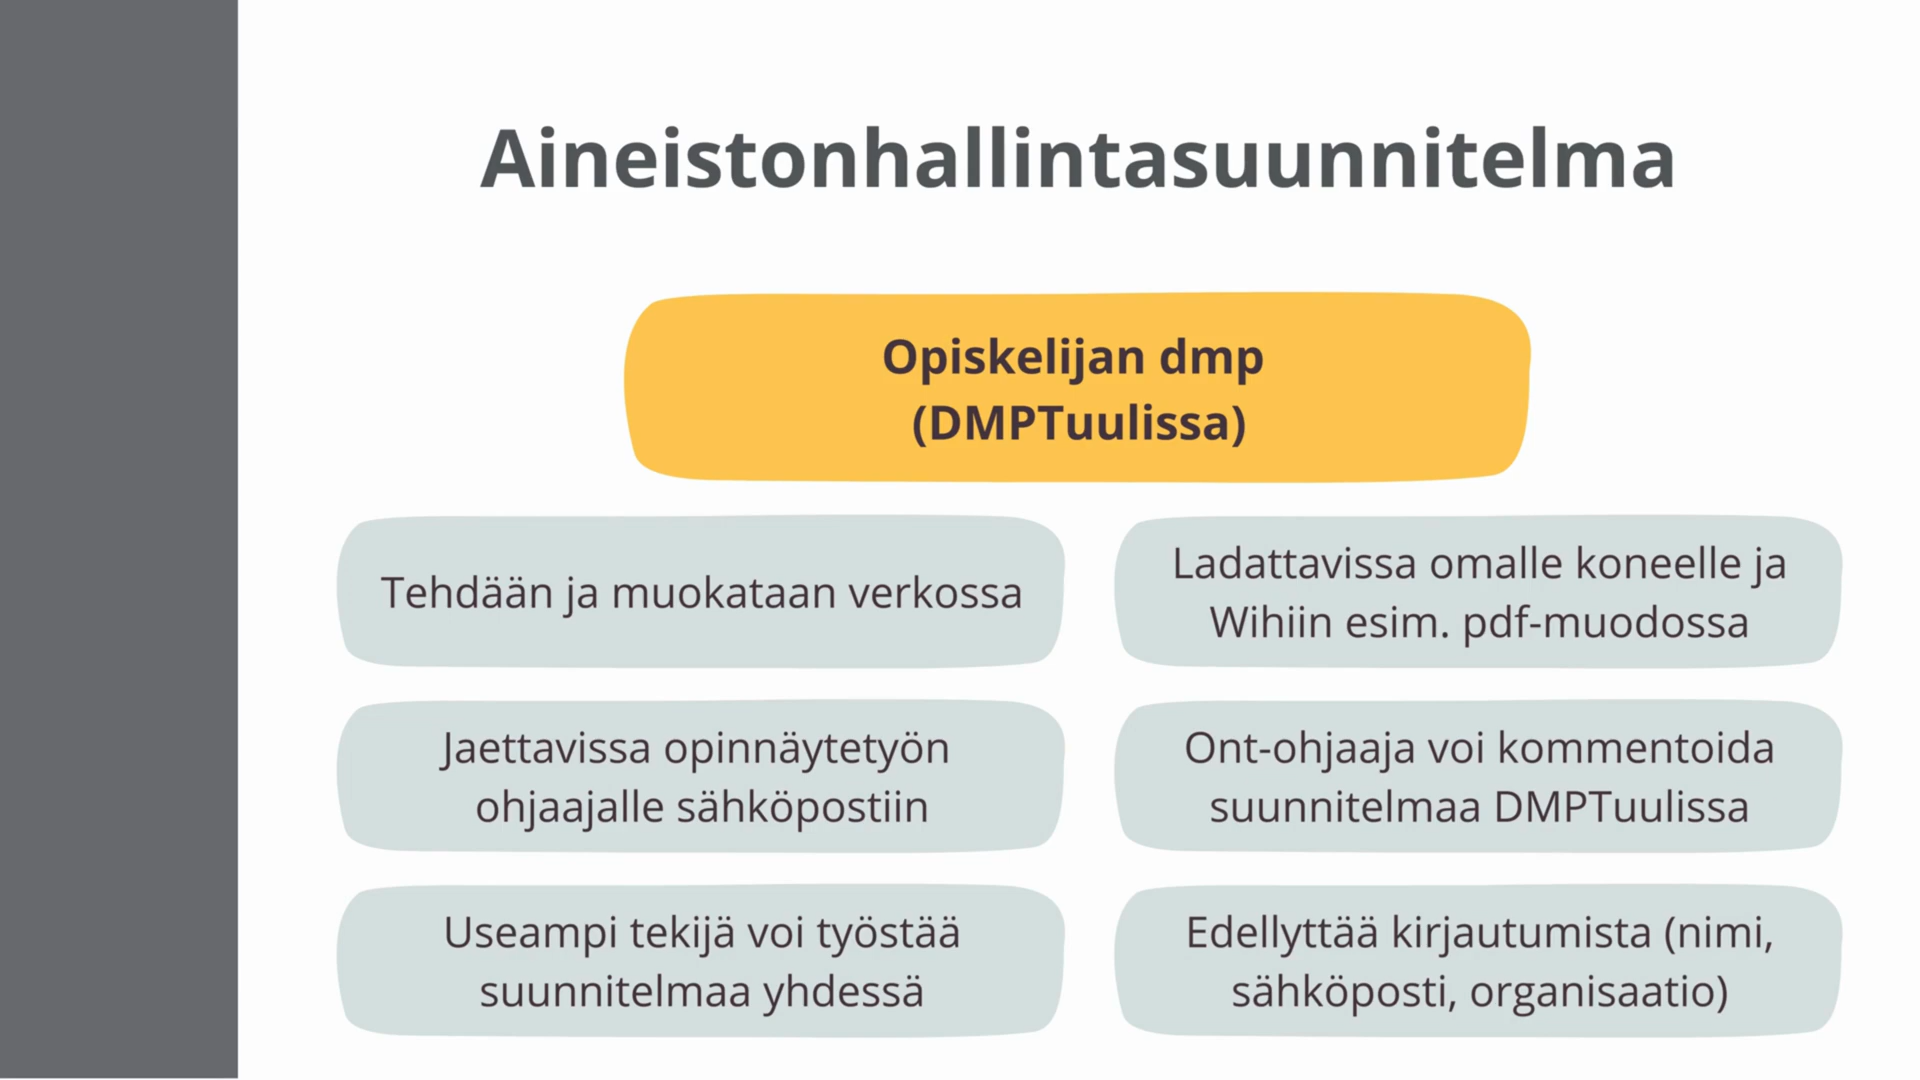 Aineistonhallintasuunnitelma
Opiskelijan dmp
(DMPTuulissa)
Tehdään ja muokataan verkossa
Ladattavissa omalle koneelle ja
Wihiin esim. pdf-muodossa
Jaettavissa opinnäytetyön
ohjaajalle sähköpostiin
Ont-ohjaaja voi kommentoida
suunnitelmaa DMPTuulissa
Useampi tekijä voi työstää
suunnitelmaa yhdessä
Edellyttää kirjautumista (nimi,
sähköposti, organisaatio)